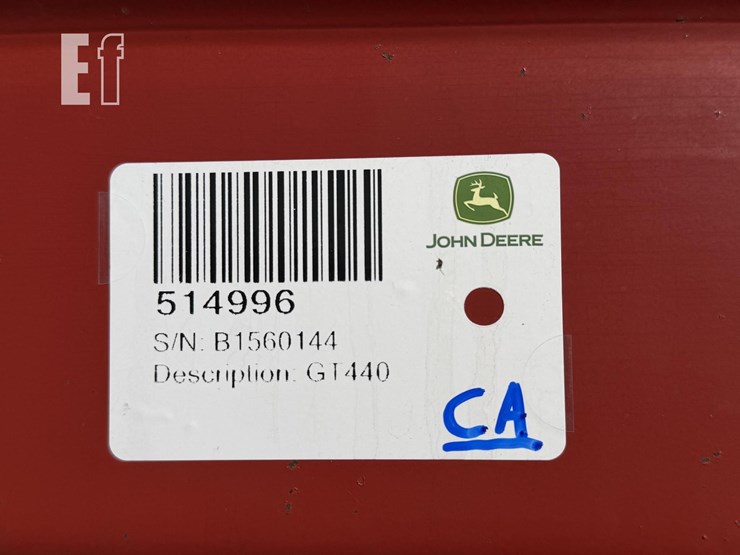 Ef
JOHN DEERE
514996
S/N: B1560144
Description: GT440
CA